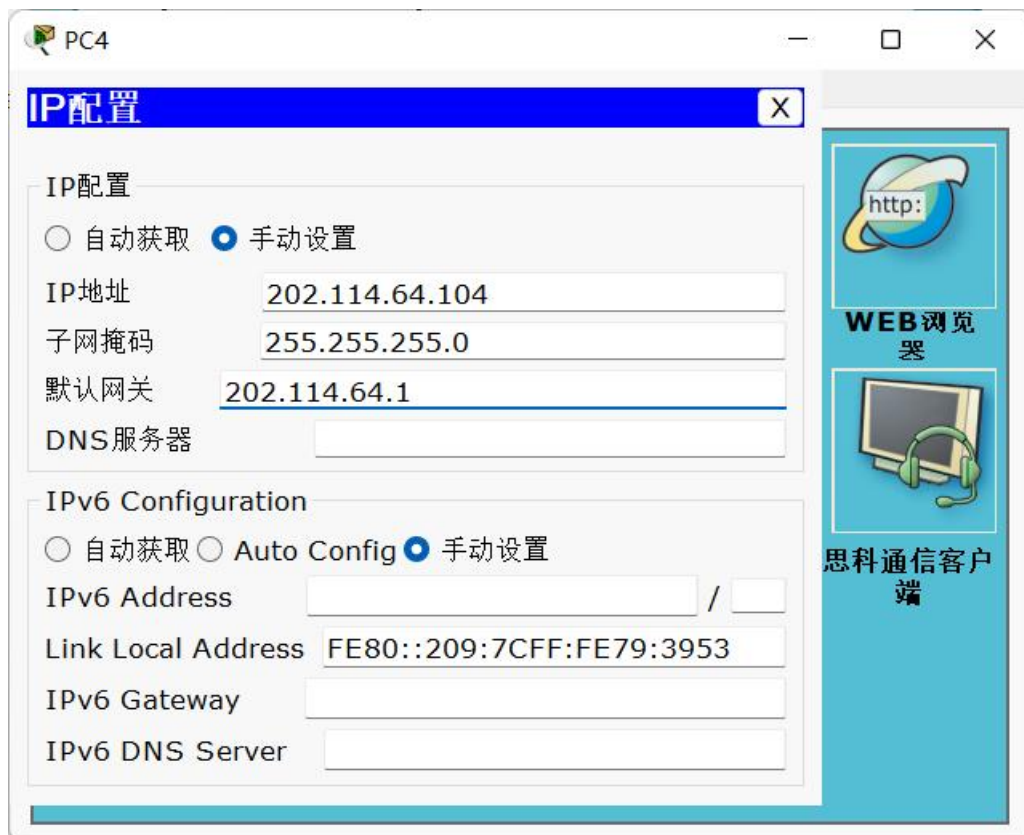 PC4
IP配置
X
IP配置
自动获取 手动设置
IP地址 202.114.64.104
子网掩码 255.255.255.0
默认网关 202.114.64.1
DNS服务器
IPv6 Configuration
自动获取 Auto Config 手动设置
IPv6 Address /
Link Local Address FE80::209:7CFF:FE79:3953
IPv6 Gateway
IPv6 DNS Server
http:
WEB浏览
器
思科通信客户
端